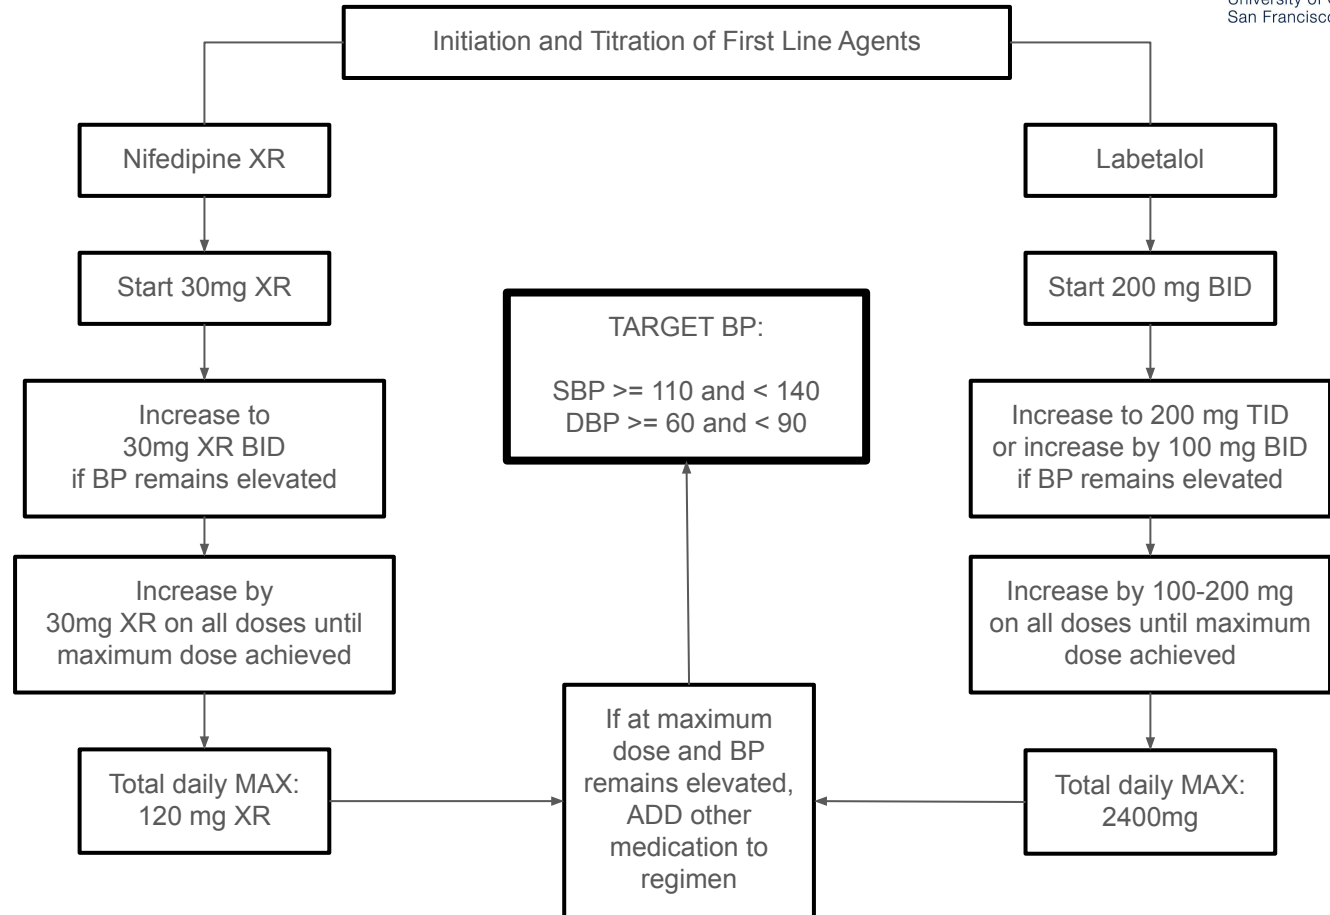 San Francisco
Initiation and Titration of First Line Agents
Nifedipine XR
Labetalol
Start 30mg XR
Start 200 mg BID
TARGET BP:
SBP >= 110 and < 140
DBP >= 60 and < 90
Increase to
30mg XR BID
if BP remains elevated
Increase to 200 mg TID
or increase by 100 mg BID
if BP remains elevated
Increase by
30mg XR on all doses until
maximum dose achieved
Increase by 100-200 mg
on all doses until maximum
dose achieved
If at maximum
dose and BP
remains elevated,
ADD other
medication to
regimen
Total daily MAX:
120 mg XR
Total daily MAX:
2400mg